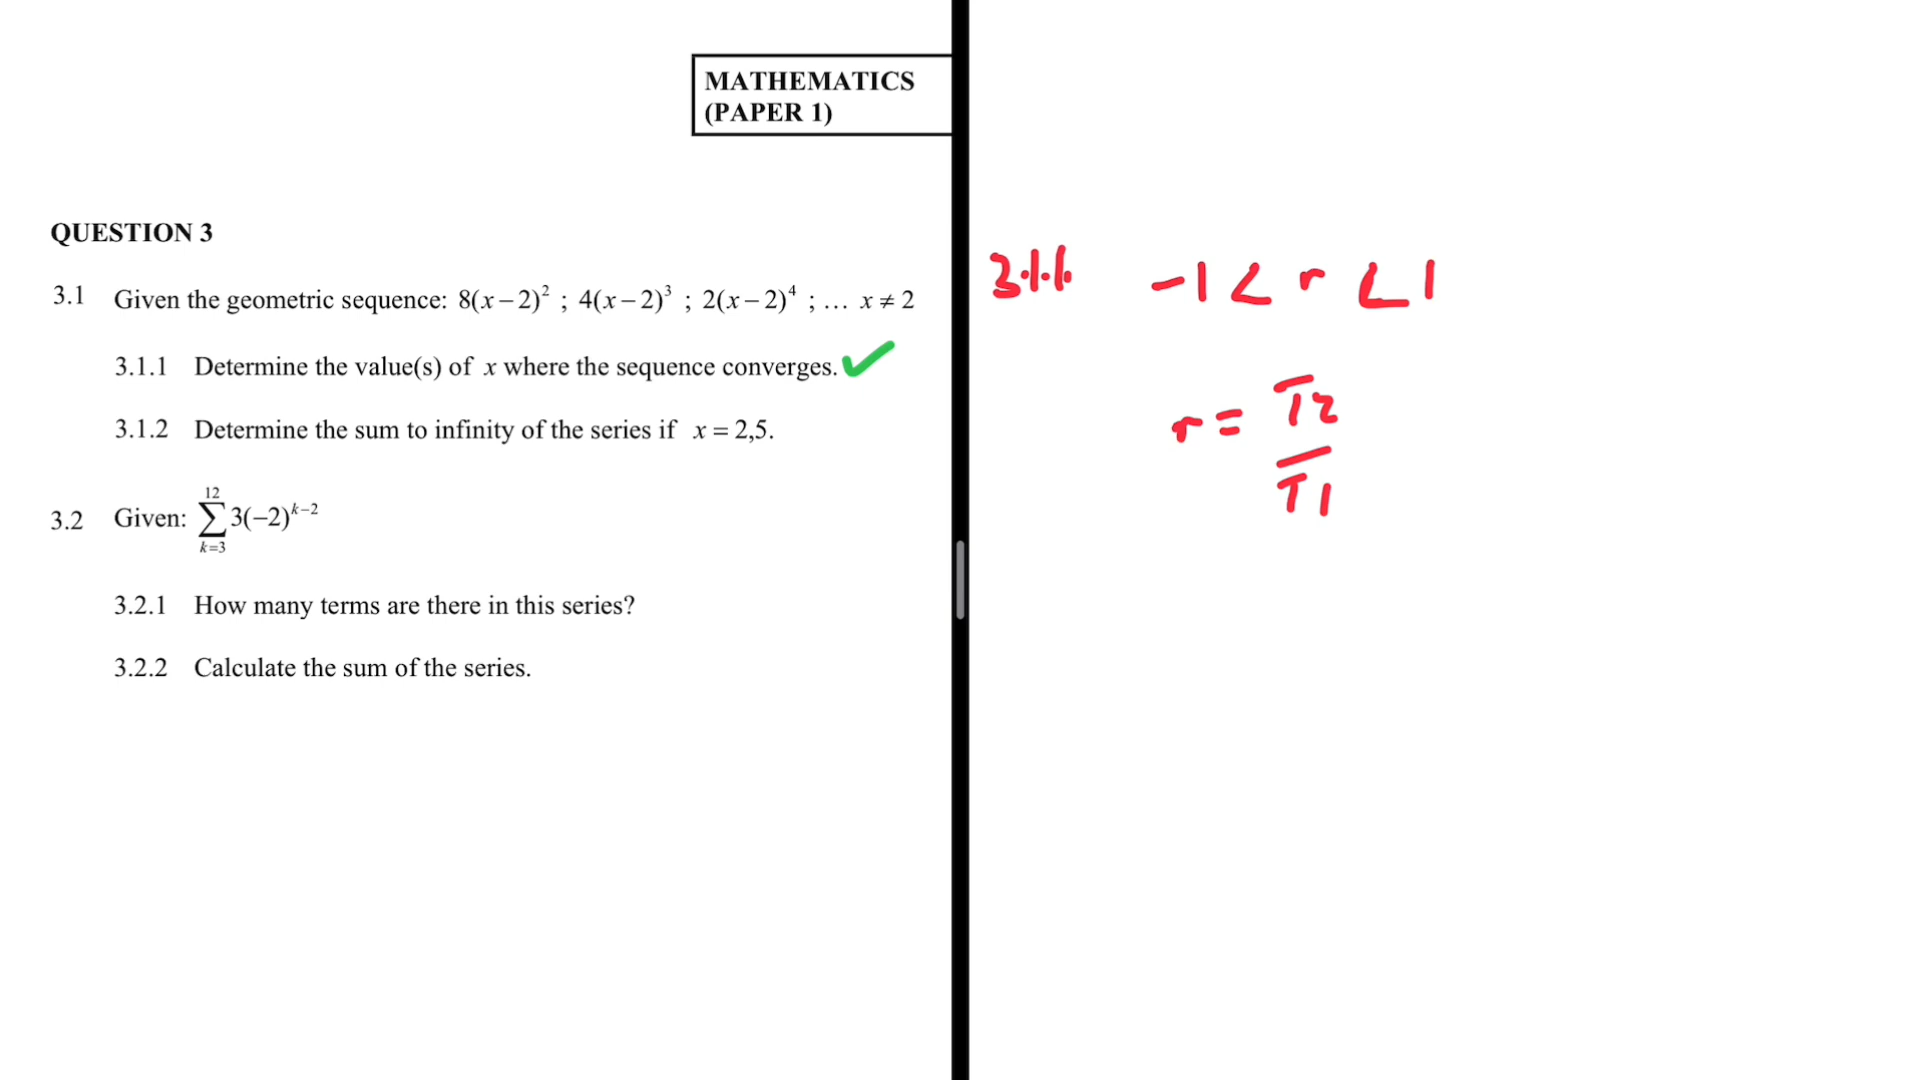 MATHEMATICS
(PAPER 1)
QUESTION 3
3.1 Given the geometric sequence: 8(x – 2)² ; 4(x – 2)³ ; 2(x – 2)⁴ ; … x ≠ 2
3.1.1 Determine the value(s) of x where the sequence converges.
3.1.2 Determine the sum to infinity of the series if x = 2,5.
12
3.2 Given: ∑ 3(–2)ᵏ⁻²
k=3
3.2.1 How many terms are there in this series?
3.2.2 Calculate the sum of the series.
3.1.1. -1 < r < 1
r = T2
T1